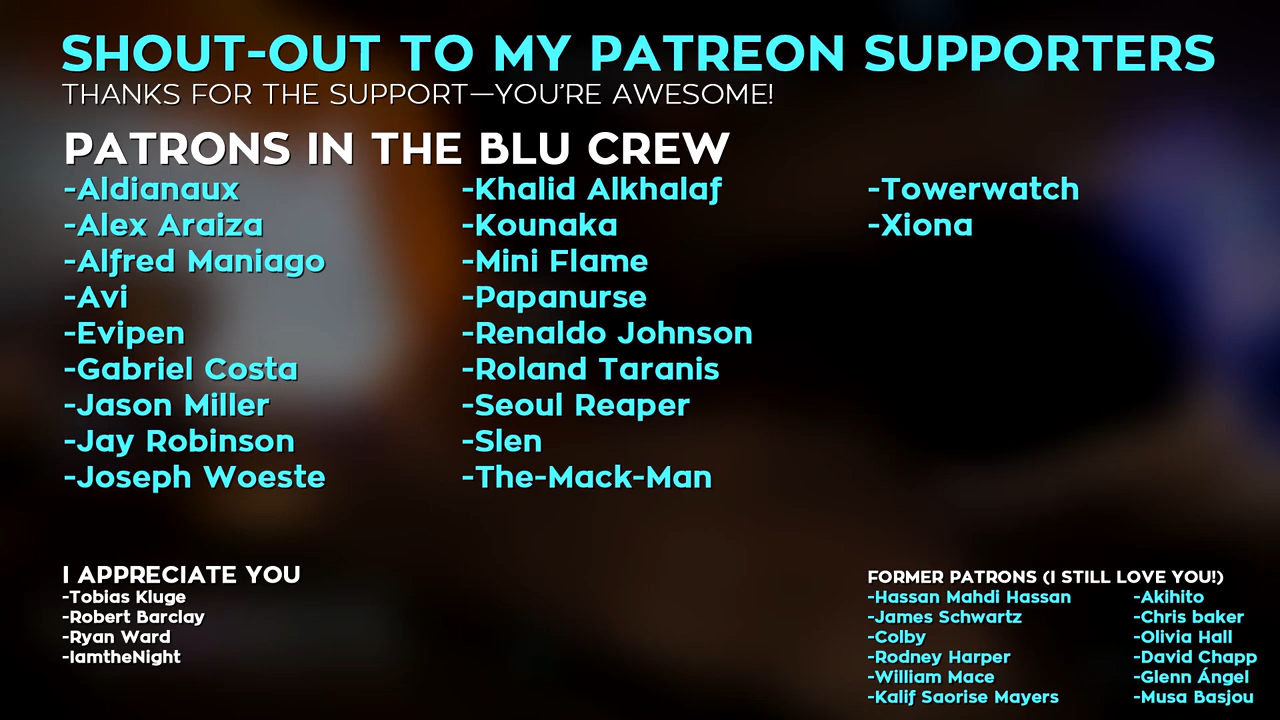 SHOUT-OUT TO MY PATREON SUPPORTERS
THANKS FOR THE SUPPORT—YOU'RE AWESOME!
PATRONS IN THE BLU CREW
-Aldianaux
-Alex Araiza
-Alfred Maniago
-Avi
-Evipen
-Gabriel Costa
-Jason Miller
-Jay Robinson
-Joseph Woeste
-Khalid Alkhalaf
-Kounaka
-Mini Flame
-Papanurse
-Renaldo Johnson
-Roland Taranis
-Seoul Reaper
-Slen
-The-Mack-Man
-Towerwatch
-Xiona
I APPRECIATE YOU
-Tobias Kluge
-Robert Barclay
-Ryan Ward
-IamtheNight
FORMER PATRONS (I STILL LOVE YOU!)
-Hassan Mahdi Hassan
-James Schwartz
-Colby
-Rodney Harper
-William Mace
-Kalif Saorise Mayers
-Akihito
-Chris baker
-Olivia Hall
-David Chapp
-Glenn Ángel
-Musa Basjou